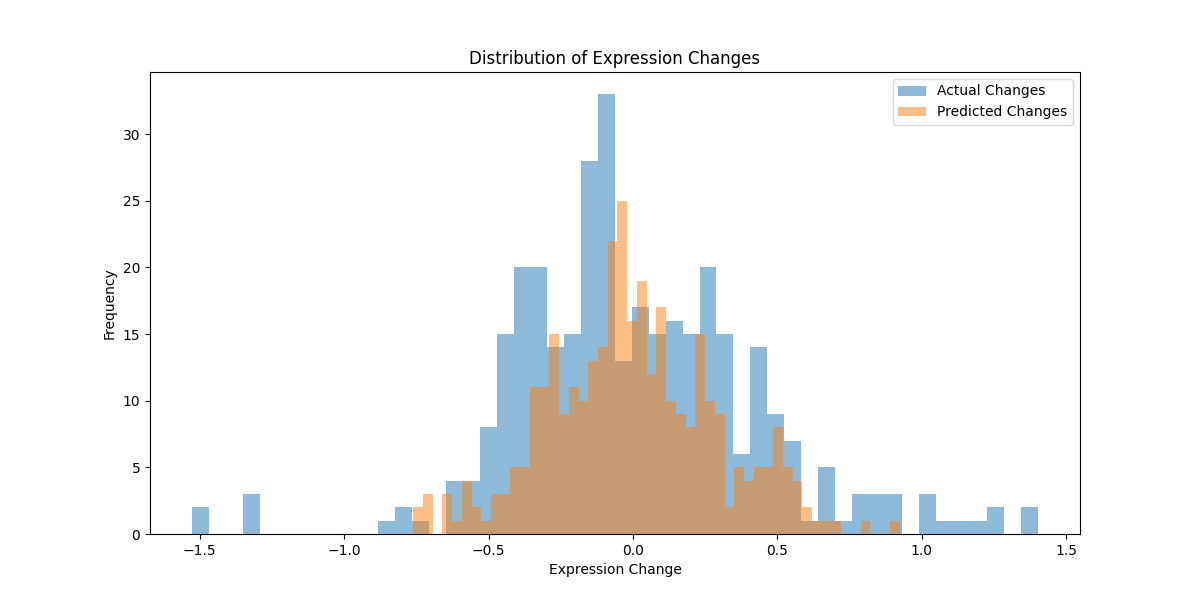 Distribution of Expression Changes
Actual Changes
Predicted Changes
Frequency
30
25
20
15
10
5
0
−1.5 −1.0 −0.5 0.0 0.5 1.0 1.5
Expression Change